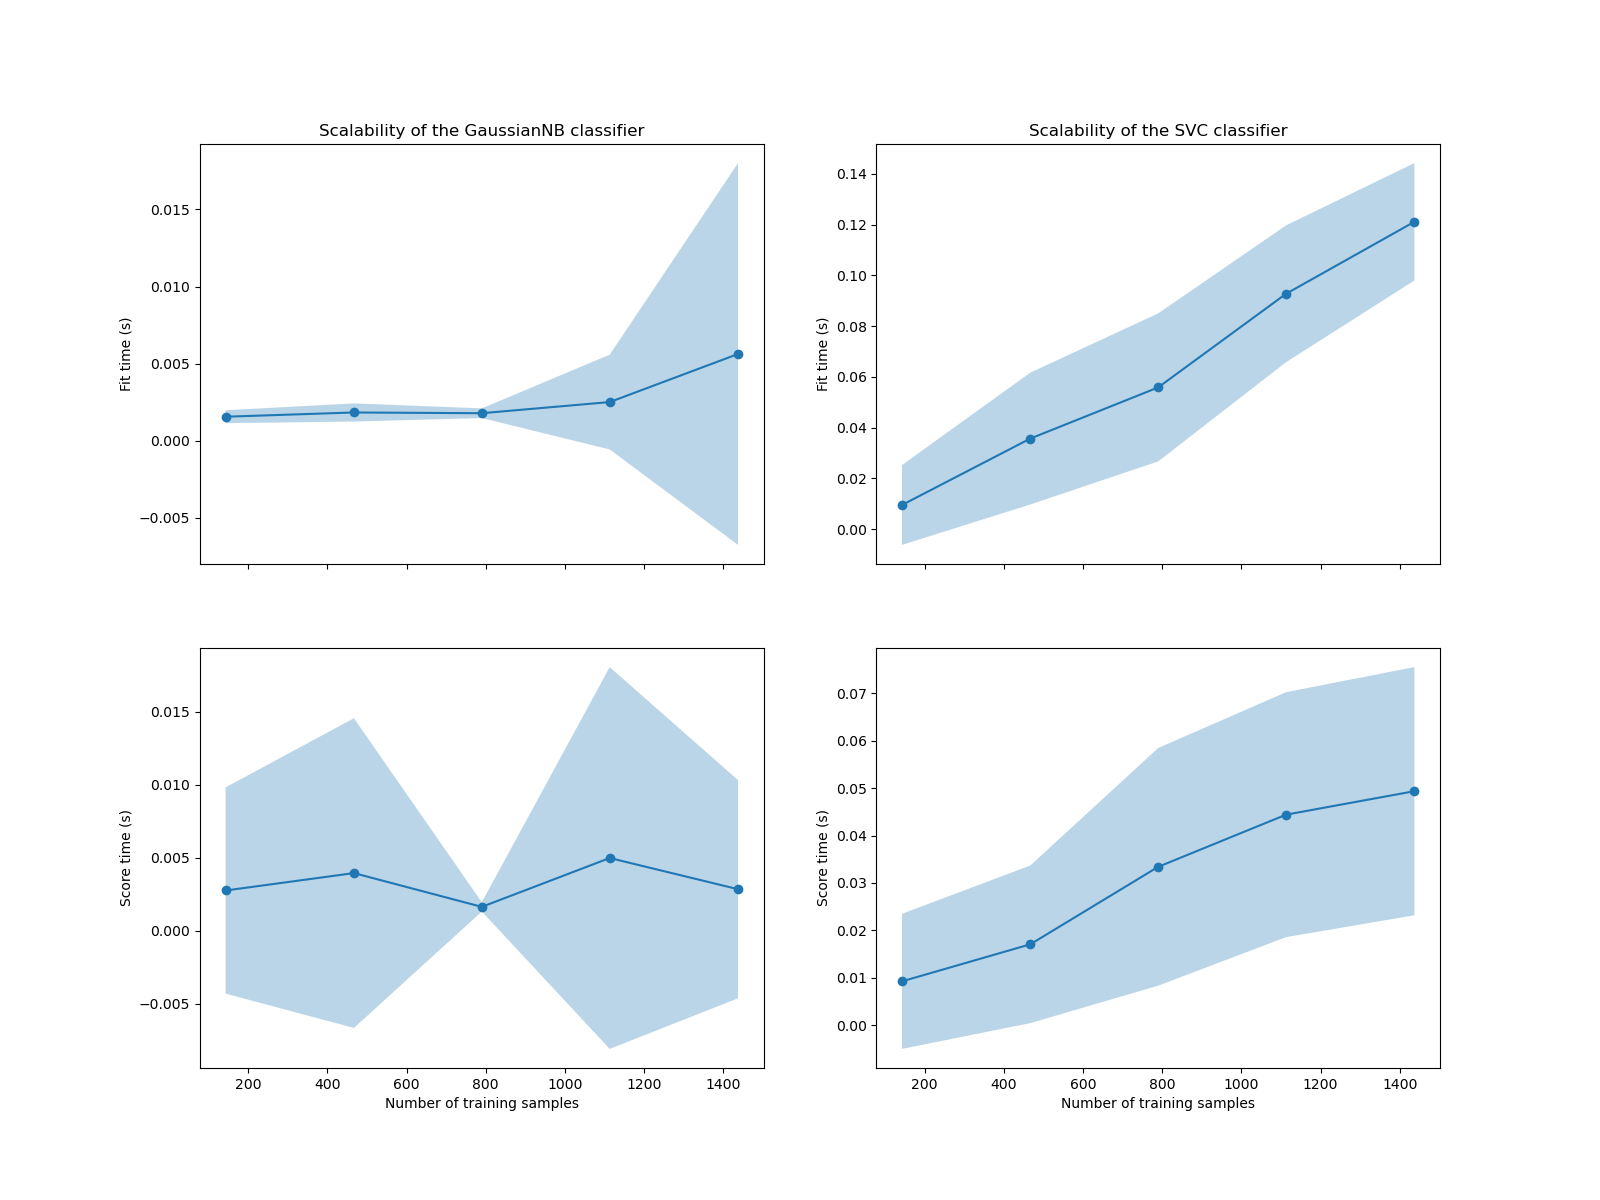 Scalability of the GaussianNB classifier
Fit time (s)
0.015
0.010
0.005
0.000
−0.005
Scalability of the SVC classifier
Fit time (s)
0.14
0.12
0.10
0.08
0.06
0.04
0.02
0.00
Score time (s)
0.015
0.010
0.005
0.000
−0.005
200 400 600 800 1000 1200 1400
Number of training samples
Score time (s)
0.07
0.06
0.05
0.04
0.03
0.02
0.01
0.00
200 400 600 800 1000 1200 1400
Number of training samples